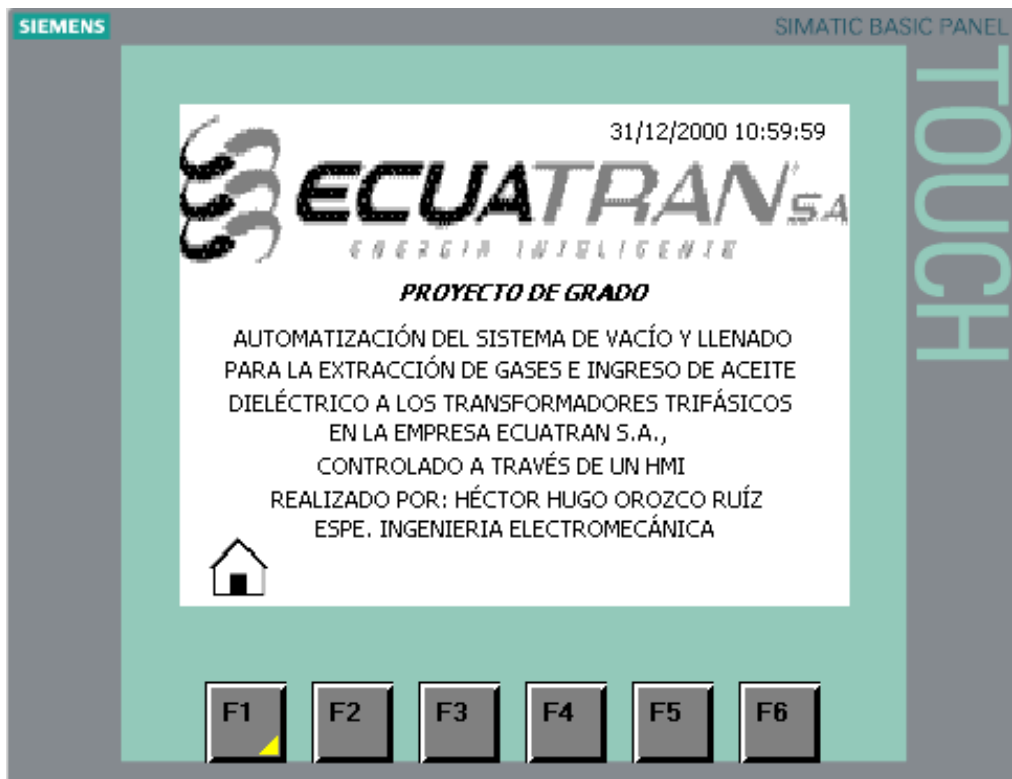 SIEMENS
SIMATIC BASIC PANEL
TOUCH
31/12/2000 10:59:59
ECUATRAN S.A
ENERGIA INTELIGENTE
PROYECTO DE GRADO
AUTOMATIZACIÓN DEL SISTEMA DE VACÍO Y LLENADO
PARA LA EXTRACCIÓN DE GASES E INGRESO DE ACEITE
DIELÉCTRICO A LOS TRANSFORMADORES TRIFÁSICOS
EN LA EMPRESA ECUATRAN S.A.,
CONTROLADO A TRAVÉS DE UN HMI
REALIZADO POR: HÉCTOR HUGO OROZCO RUÍZ
ESPE. INGENIERIA ELECTROMECÁNICA
F1 F2 F3 F4 F5 F6